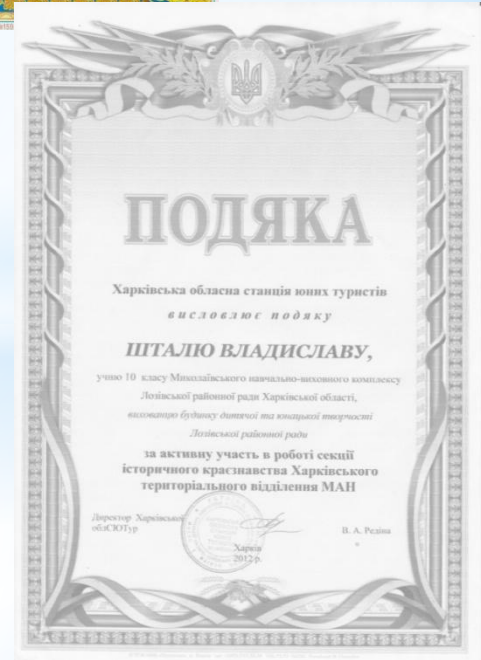 ПОДЯКА
Харківська обласна станція юних туристів
висловлює подяку
ШТАЛЮ ВЛАДИСЛАВУ,
учню 10 класу Миколаївського навчально-виховного комплексу
Лозівської районної ради Харківської області,
вихованцю будинку дитячої та юнацької творчості
Лозівської районної ради
за активну участь в роботі секції
історичного краєзнавства Харківського
територіального відділення МАН
Директор Харківської
облСЮТур
В. А. Редіна
Харків
2012 р.